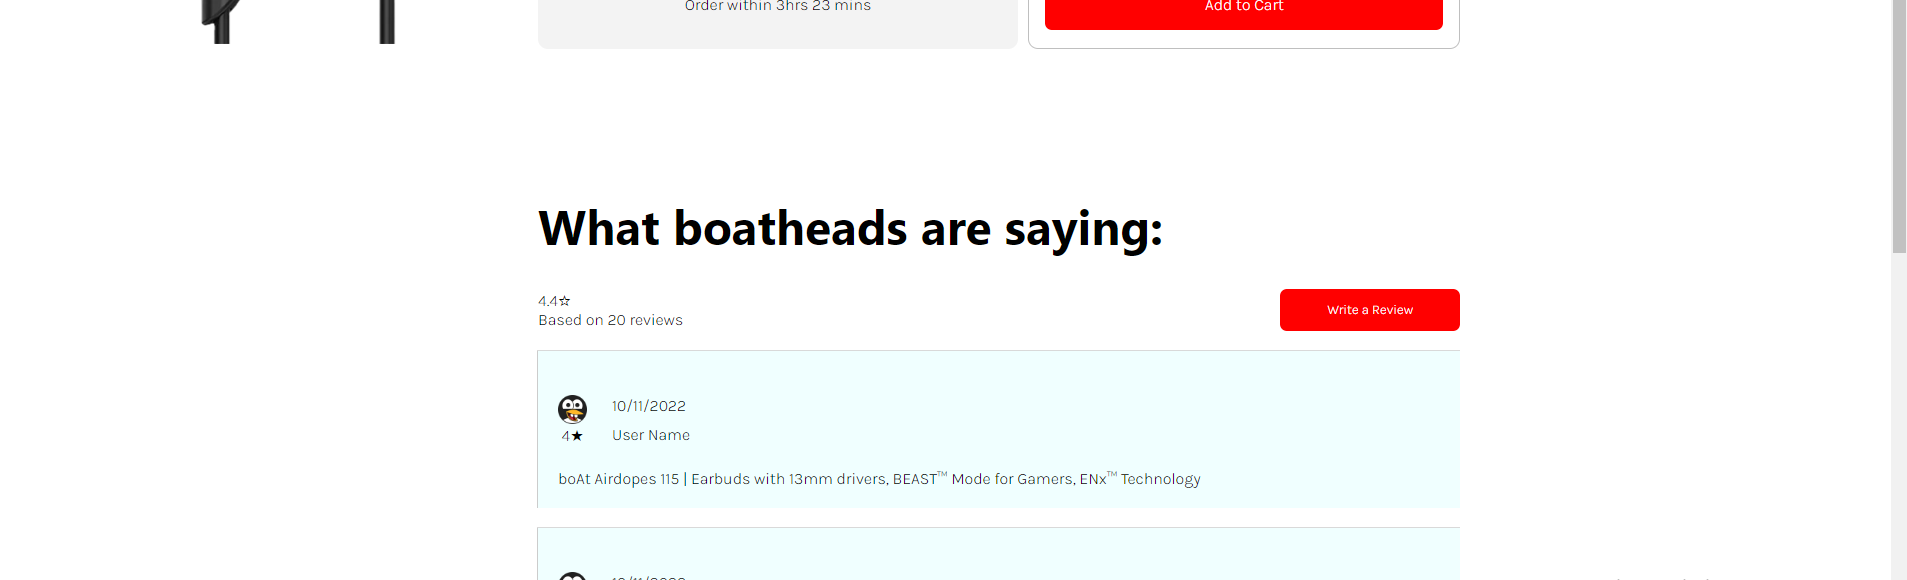 Order within 3hrs 23 mins
Add to Cart
What boatheads are saying:
4.4☆
Based on 20 reviews
Write a Review
10/11/2022
4★
User Name
boAt Airdopes 115 | Earbuds with 13mm drivers, BEAST™ Mode for Gamers, ENx™ Technology